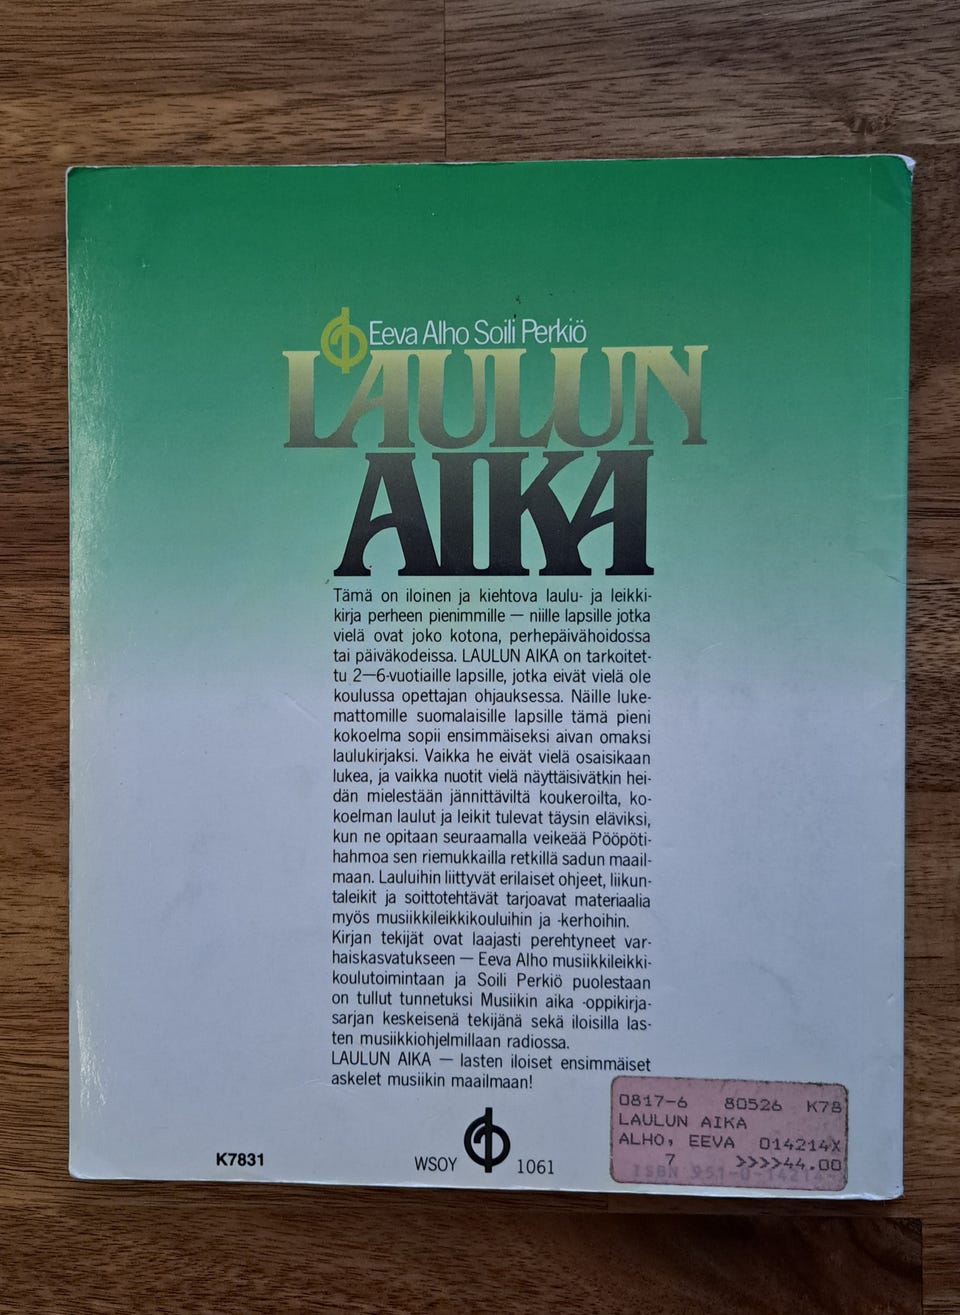 Eeva Alho Soili Perkiö
LAULUN
AIKA
Tämä on iloinen ja kiehtova laulu- ja leikki-
kirja perheen pienimmille — niille lapsille jotka
vielä ovat joko kotona, perhepäivähoidossa
tai päiväkodeissa. LAULUN AIKA on tarkoitet-
tu 2—6-vuotiaille lapsille, jotka eivät vielä ole
koulussa opettajan ohjauksessa. Näille luke-
mattomille suomalaisille lapsille tämä pieni
kokoelma sopii ensimmäiseksi aivan omaksi
laulukirjaksi. Vaikka he eivät vielä osaisikaan
lukea, ja vaikka nuotit vielä näyttäisivätkin hei-
dän mielestään jännittäviltä koukeroilta, ko-
koelman laulut ja leikit tulevat täysin eläviksi,
kun ne opitaan seuraamalla veikeää Pööpöti-
hahmoa sen riemukkailla retkillä sadun maail-
maan. Lauluihin liittyvät erilaiset ohjeet, liikun-
taleikit ja soittotehtävät tarjoavat materiaalia
myös musiikkileikkikouluihin ja -kerhoihin.
Kirjan tekijät ovat laajasti perehtyneet var-
haiskasvatukseen — Eeva Alho musiikkileikki-
koulutoimintaan ja Soili Perkiö puolestaan
on tullut tunnetuksi Musiikin aika -oppikirja-
sarjan keskeisenä tekijänä sekä iloisilla las-
ten musiikkiohjelmillaan radiossa.
LAULUN AIKA — lasten iloiset ensimmäiset
askelet musiikin maailmaan!
K7831
WSOY 1061
0817-6 80526 K78
LAULUN AIKA
ALHO, EEVA 014214X
7 >>>>44.00
ISBN 951-0-14214-